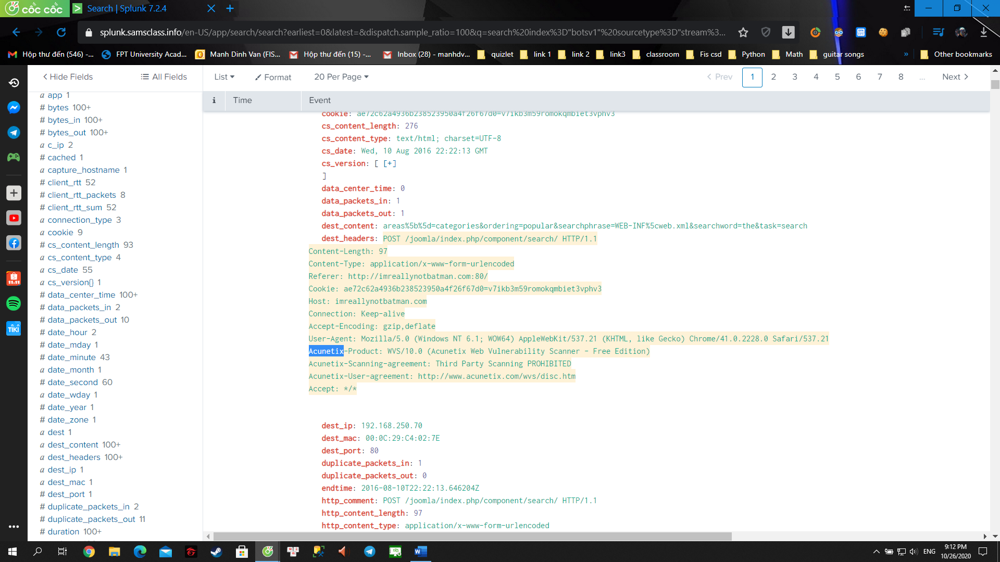 cốc cốc
Search | Splunk 7.2.4
splunk.samsclass.info/en-US/app/search/search?earliest=0&latest=&dispatch.sample_ratio=100&q=search%20index%3D"botsv1"%20sourcetype%3D"stream%3...
Hộp thư đến (546) -...
FPT University Acad...
Manh Dinh Van (FIS...
Hộp thư đến (15) -...
Inbox (28) - manhdv...
quizlet
link 1
link 2
link3
classroom
Fis csd
Python
Math
guitar songs
»
Other bookmarks
Hide Fields
All Fields
List
Format
20 Per Page
Prev 1 2 3 4 5 6 7 8 ... Next
i Time Event
a app 1
# bytes 100+
# bytes_in 100+
# bytes_out 100+
a c_ip 2
# cached 1
a capture_hostname 1
# client_rtt 52
# client_rtt_packets 8
# client_rtt_sum 52
a connection_type 3
a cookie 9
# cs_content_length 93
a cs_content_type 4
a cs_date 55
a cs_version{} 1
# data_center_time 100+
# data_packets_in 2
# data_packets_out 10
# date_hour 2
# date_mday 1
# date_minute 43
a date_month 1
# date_second 60
a date_wday 1
# date_year 1
# date_zone 1
a dest 1
a dest_content 100+
a dest_headers 100+
a dest_ip 1
a dest_mac 1
# dest_port 1
# duplicate_packets_in 2
# duplicate_packets_out 11
# duration 100+
cookie: ae72c62a4936b238523950a4f26f67d0=v7ikb3m59romokqmbiet3vphv3
cs_content_length: 276
cs_content_type: text/html; charset=UTF-8
cs_date: Wed, 10 Aug 2016 22:22:13 GMT
cs_version: [ [+]
]
data_center_time: 0
data_packets_in: 1
data_packets_out: 1
dest_content: areas%5b%5d=categories&ordering=popular&searchphrase=WEB-INF%5cweb.xml&searchword=the&task=search
dest_headers: POST /joomla/index.php/component/search/ HTTP/1.1
Content-Length: 97
Content-Type: application/x-www-form-urlencoded
Referer: http://imreallynotbatman.com:80/
Cookie: ae72c62a4936b238523950a4f26f67d0=v7ikb3m59romokqmbiet3vphv3
Host: imreallynotbatman.com
Connection: Keep-alive
Accept-Encoding: gzip,deflate
User-Agent: Mozilla/5.0 (Windows NT 6.1; WOW64) AppleWebKit/537.21 (KHTML, like Gecko) Chrome/41.0.2228.0 Safari/537.21
Acunetix-Product: WVS/10.0 (Acunetix Web Vulnerability Scanner - Free Edition)
Acunetix-Scanning-agreement: Third Party Scanning PROHIBITED
Acunetix-User-agreement: http://www.acunetix.com/wvs/disc.htm
Accept: */*
dest_ip: 192.168.250.70
dest_mac: 00:0C:29:C4:02:7E
dest_port: 80
duplicate_packets_in: 1
duplicate_packets_out: 0
endtime: 2016-08-10T22:22:13.646204Z
http_comment: POST /joomla/index.php/component/search/ HTTP/1.1
http_content_length: 97
http_content_type: application/x-www-form-urlencoded
11.11
TIKI
ENG
9:12 PM
10/26/2020